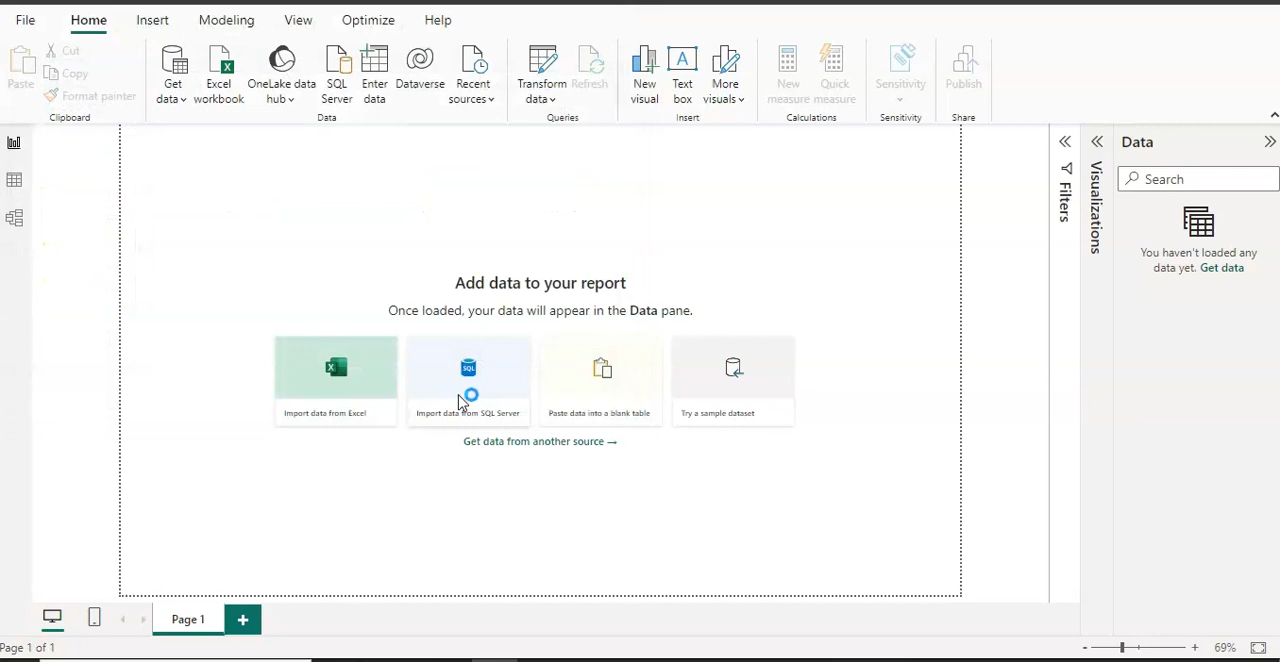 File Home Insert Modeling View Optimize Help
Paste
Cut
Copy
Format painter
Clipboard
Get data
Excel workbook
OneLake data hub
SQL Server
Enter data
Dataverse
Recent sources
Data
Transform data
Refresh
Queries
New visual
Text box
More visuals
Insert
New measure
Quick measure
Calculations
Sensitivity
Sensitivity
Publish
Share
Filters
Visualizations
Data
Search
You haven't loaded any
data yet. Get data
Add data to your report
Once loaded, your data will appear in the Data pane.
SQL
Import data from Excel
Import data from SQL Server
Paste data into a blank table
Try a sample dataset
Get data from another source →
Page 1
+
Page 1 of 1
- + 69%